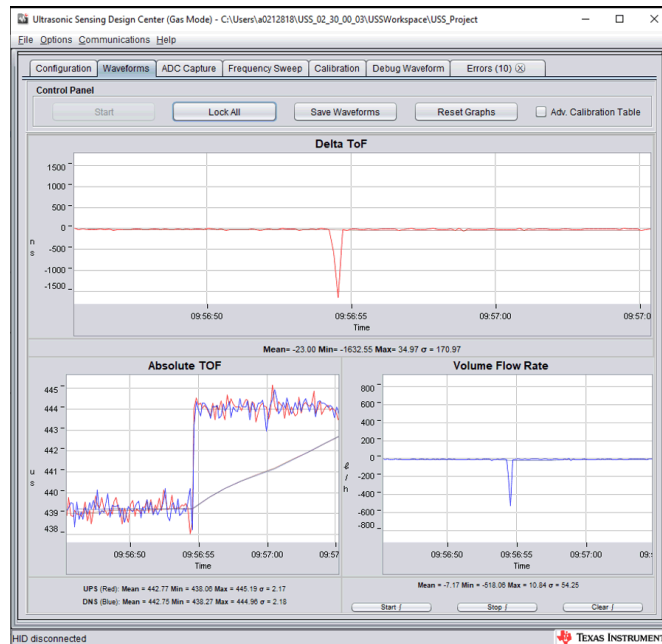 Ultrasonic Sensing Design Center (Gas Mode) - C:\Users\a0212818\USS_02_30_00_03\USSWorkspace\USS_Project
File Options Communications Help
Configuration Waveforms ADC Capture Frequency Sweep Calibration Debug Waveform Errors (10)
Control Panel
Start Lock All Save Waveforms Reset Graphs Adv. Calibration Table
Delta ToF
1500
1000
500
0
-500
-1000
-1500
ns
09:56:50 09:56:55 09:57:00 09:57:0
Time
Mean= -23.00 Min= -1632.55 Max= 34.97 σ = 170.97
Absolute TOF
445
444
443
442
441
440
439
438
us
09:56:50 09:56:55 09:57:00 09:57
Time
UPS (Red): Mean = 442.77 Min = 438.06 Max = 445.19 σ = 2.17
DNS (Blue): Mean = 442.75 Min = 438.27 Max = 444.96 σ = 2.18
Volume Flow Rate
800
600
400
200
0
-200
-400
-600
-800
ℓ/h
09:56:50 09:56:55 09:57:00 09:5
Time
Mean = -7.17 Min = -518.06 Max = 10.84 σ = 54.25
Start ∫ Stop ∫ Clear ∫
HID disconnected
TEXAS INSTRUMENT